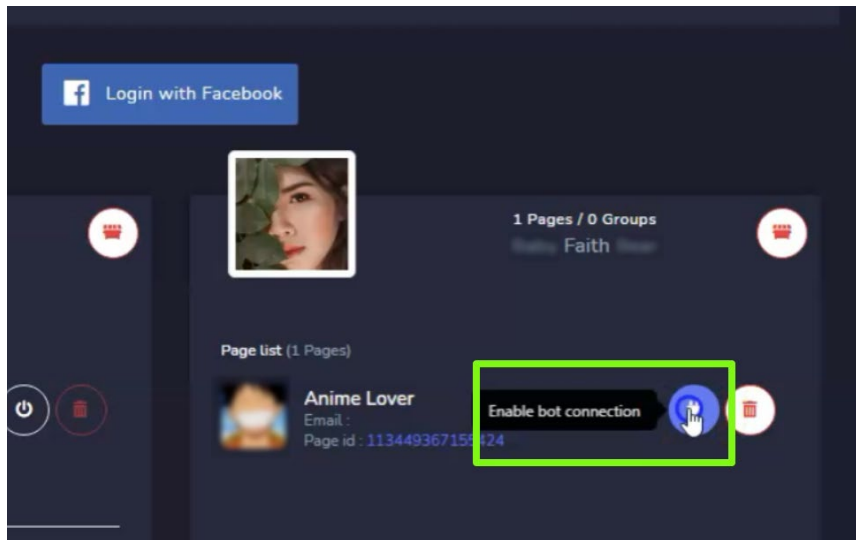 Login with Facebook
1 Pages / 0 Groups
Faith
Page list (1 Pages)
Anime Lover
Email :
Page id : 113449367155424
Enable bot connection